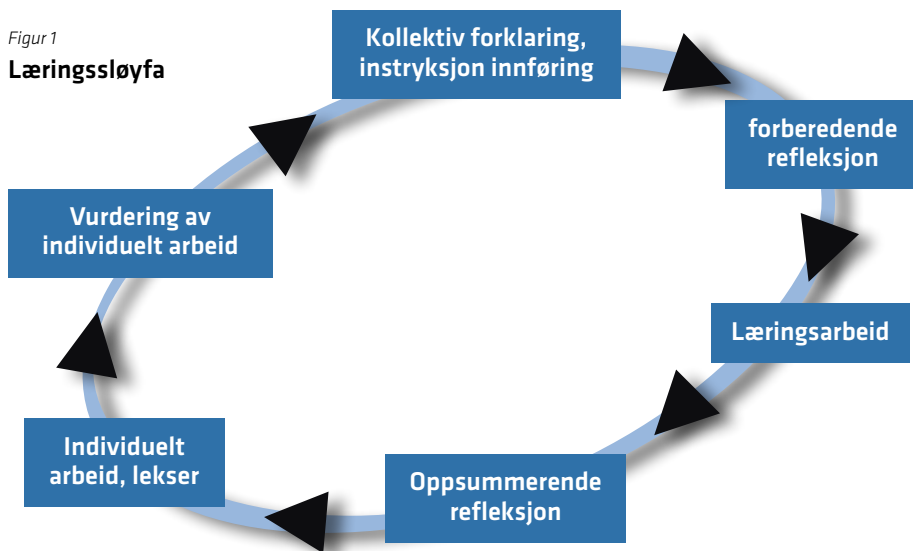 Figur 1
Læringssløyfa
Kollektiv forklaring,
instryksjon innføring
forberedende
refleksjon
Læringsarbeid
Oppsummerende
refleksjon
Individuelt
arbeid, lekser
Vurdering av
individuelt arbeid